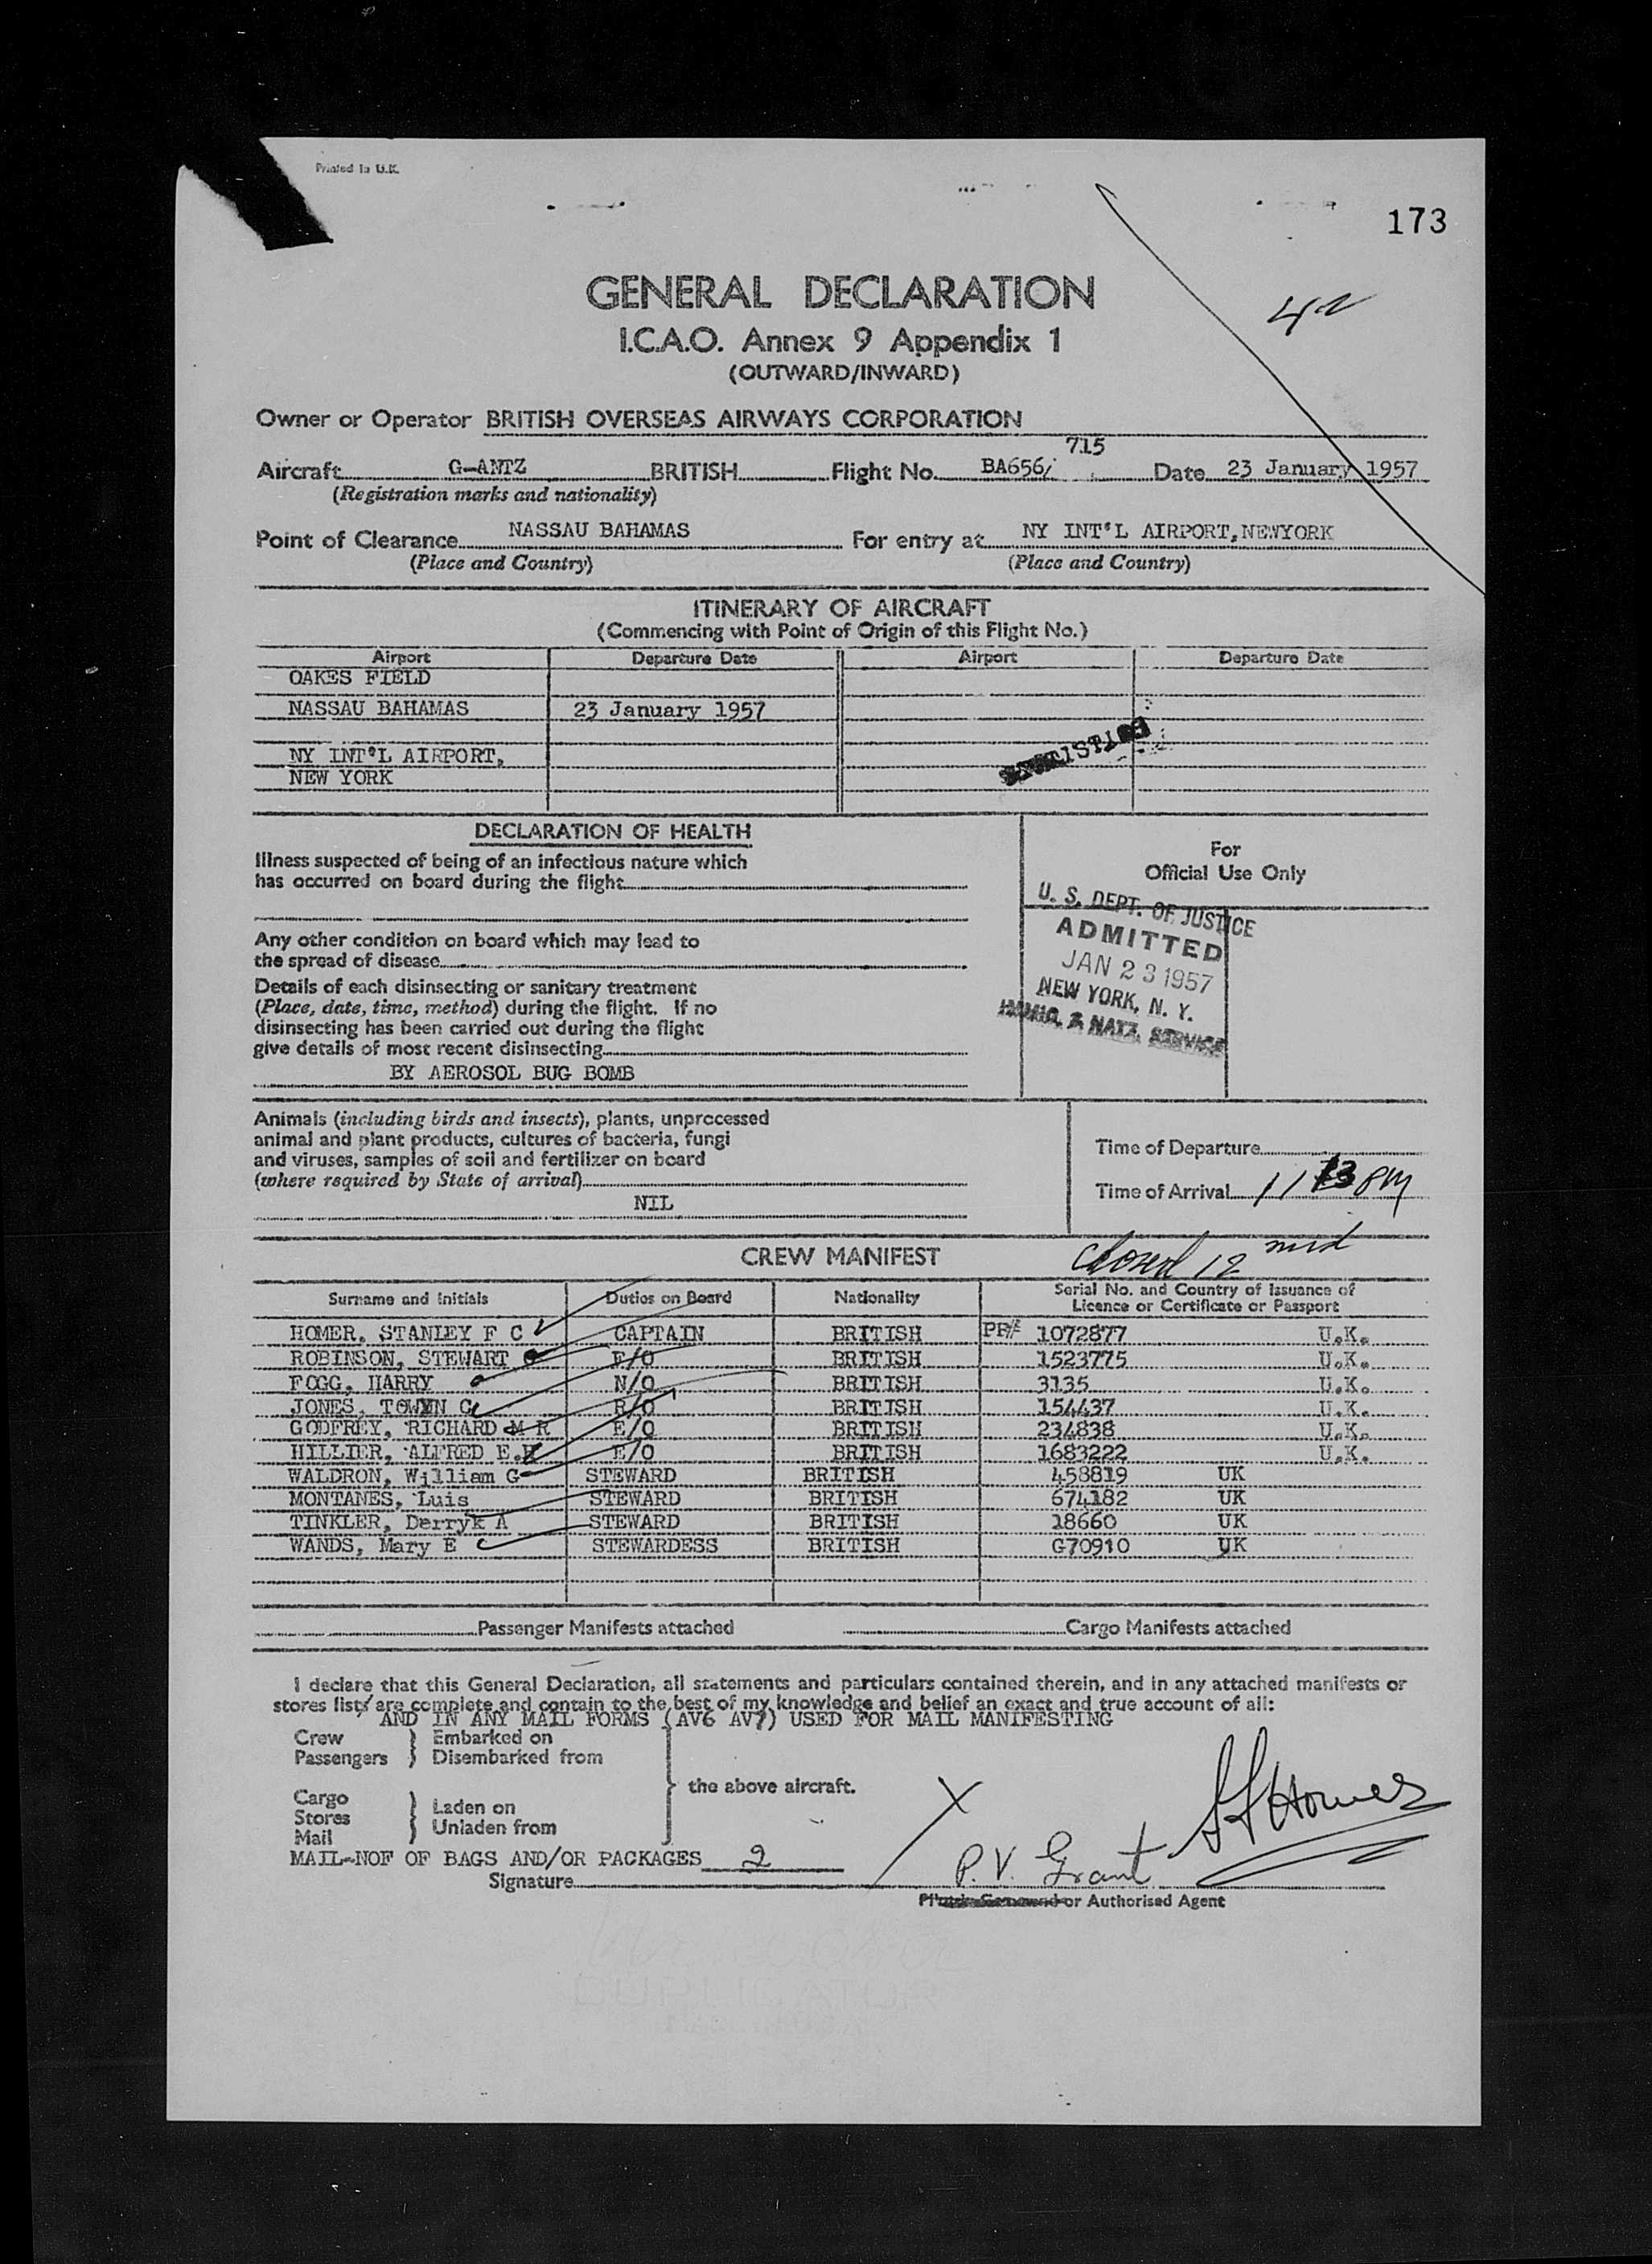 Printed in U.K.
173
42
GENERAL DECLARATION
I.C.A.O. Annex 9 Appendix 1
(OUTWARD/INWARD)
Owner or Operator BRITISH OVERSEAS AIRWAYS CORPORATION
715
Aircraft G-ANTZ BRITISH Flight No. BA656/ Date 23 January 1957
(Registration marks and nationality)
Point of Clearance NASSAU BAHAMAS For entry at NY INT'L AIRPORT, NEWYORK
(Place and Country) (Place and Country)
ITINERARY OF AIRCRAFT
(Commencing with Point of Origin of this Flight No.)
Airport Departure Date Airport Departure Date
OAKES FIELD
NASSAU BAHAMAS 23 January 1957
NY INT'L AIRPORT,
NEW YORK
DECLARATION OF HEALTH
Illness suspected of being of an infectious nature which
has occurred on board during the flight
Any other condition on board which may lead to
the spread of disease
Details of each disinsecting or sanitary treatment
(Place, date, time, method) during the flight. If no
disinsecting has been carried out during the flight
give details of most recent disinsecting
BY AEROSOL BUG BOMB
For
Official Use Only
U. S. DEPT. OF JUSTICE
ADMITTED
JAN 23 1957
NEW YORK, N. Y.
IMMIG. & NATZ. SERVICE
Animals (including birds and insects), plants, unprocessed
animal and plant products, cultures of bacteria, fungi
and viruses, samples of soil and fertilizer on board
(where required by State of arrival)
NIL
Time of Departure
Time of Arrival 11 13 PM
closed 12 mid
CREW MANIFEST
Surname and Initials Duties on Board Nationality Serial No. and Country of Issuance of
Licence or Certificate or Passport
HOMER, STANLEY F C CAPTAIN BRITISH PP# 1072877 U.K.
ROBINSON, STEWART F/O BRITISH 1523775 U.K.
FOGG, HARRY N/O BRITISH 3135 U.K.
JONES, TOWYN G R/O BRITISH 154437 U.K.
GODFREY, RICHARD M R E/O BRITISH 234838 U.K.
HILLIER, ALFRED E. E/O BRITISH 1683222 U.K.
WALDRON, William G STEWARD BRITISH 458819 UK
MONTANES, Luis STEWARD BRITISH 674182 UK
TINKLER, Derryk A STEWARD BRITISH 18660 UK
WANDS, Mary E STEWARDESS BRITISH G70910 UK
Passenger Manifests attached Cargo Manifests attached
I declare that this General Declaration, all statements and particulars contained therein, and in any attached manifests or
stores lists are complete and contain to the best of my knowledge and belief an exact and true account of all:
AND IN ANY MAIL FORMS (AV6 AV7) USED FOR MAIL MANIFESTING
Crew Embarked on
Passengers Disembarked from
the above aircraft.
Cargo Laden on
Stores Unladen from
Mail
MAIL-NOF OF BAGS AND/OR PACKAGES 2
Signature P.V. Grant SFHomer
or Authorised Agent